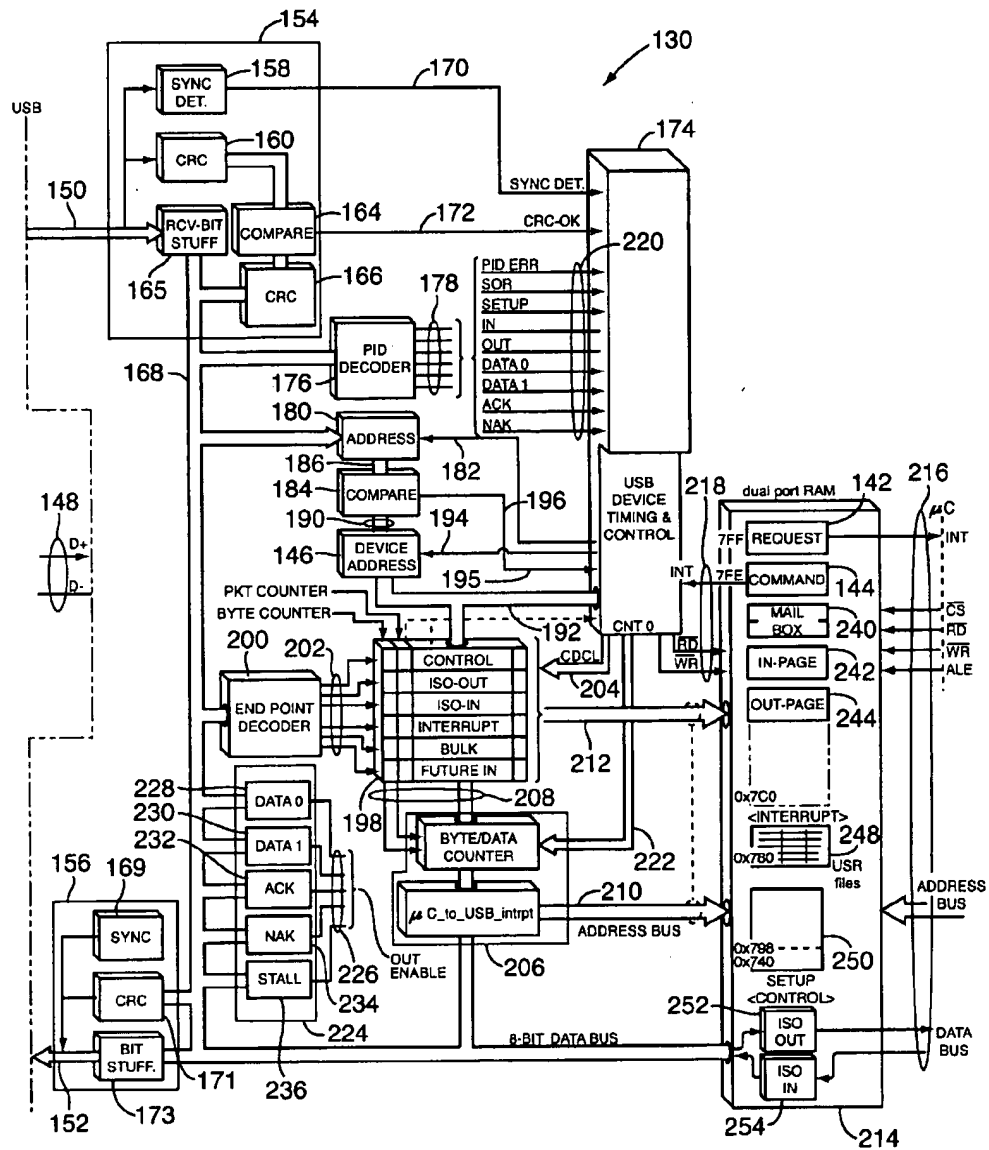 154
130
158
170
SYNC
DET.
USB
160
174
CRC
SYNC DET.
150
164
172
CRC-OK
RCV-BIT
STUFF
COMPARE
220
165
166
CRC
178
PID ERR
SOR
SETUP
IN
OUT
DATA 0
DATA 1
ACK
NAK
PID
DECODER
168
176
180
ADDRESS
182
186
184
COMPARE
196
USB
DEVICE
TIMING &
CONTROL
218
dual port RAM
142
216
µC
190
194
148
D+
D-
146
DEVICE
ADDRESS
195
7FF
REQUEST
INT
INT
7FE
COMMAND
144
PKT COUNTER
BYTE COUNTER
192
CNT 0
MAIL
BOX
240
CS
RD
WR
ALE
200
202
CONTROL
CDCL
204
RD
WR
IN-PAGE
242
END POINT
DECODER
ISO-OUT
ISO-IN
INTERRUPT
BULK
FUTURE IN
212
OUT-PAGE
244
198
208
228
DATA 0
0x7C0
<INTERRUPT>
230
DATA 1
BYTE/DATA
COUNTER
222
0x780
248
USR
files
232
ACK
156
169
SYNC
µ C_to_USB_intrpt
210
ADDRESS BUS
ADDRESS
BUS
NAK
226
OUT
ENABLE
206
0x798
0x740
250
STALL
234
SETUP
<CONTROL>
CRC
224
252
ISO
OUT
8-BIT DATA BUS
DATA
BUS
BIT
STUFF.
171
236
ISO
IN
152
173
254
214